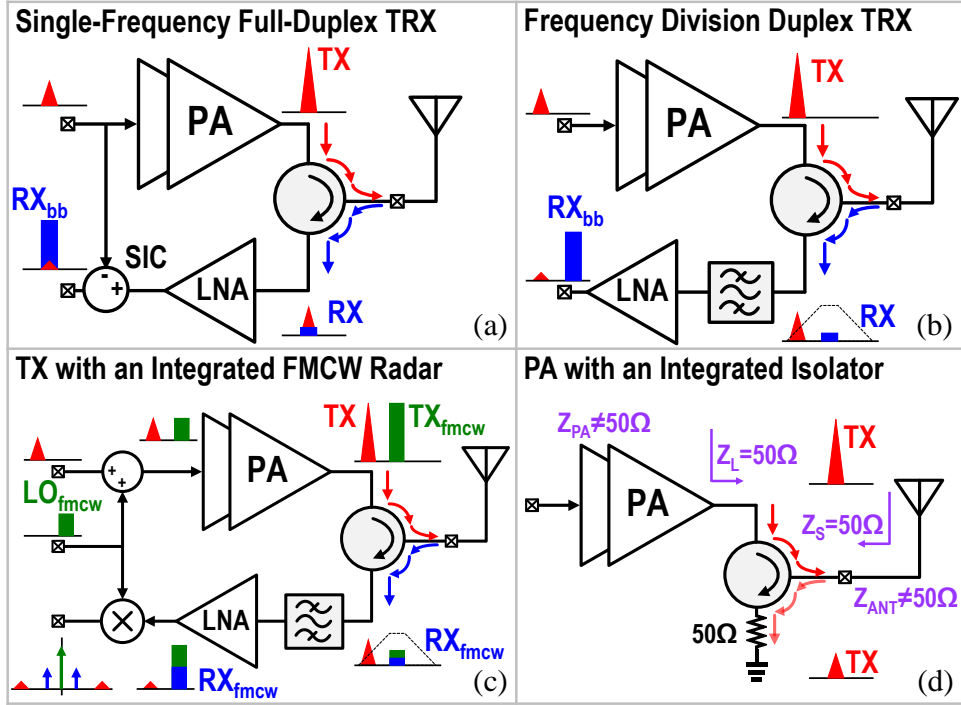 Single-Frequency Full-Duplex TRX
TX
PA
RXbb
SIC
-
+
LNA
RX
(a)
Frequency Division Duplex TRX
TX
PA
RXbb
LNA
RX
(b)
TX with an Integrated FMCW Radar
TX
TXfmcw
PA
+
+
LOfmcw
LNA
RXfmcw
RXfmcw
(c)
PA with an Integrated Isolator
ZPA≠50Ω
TX
ZL=50Ω
PA
ZS=50Ω
ZANT≠50Ω
50Ω
TX
(d)